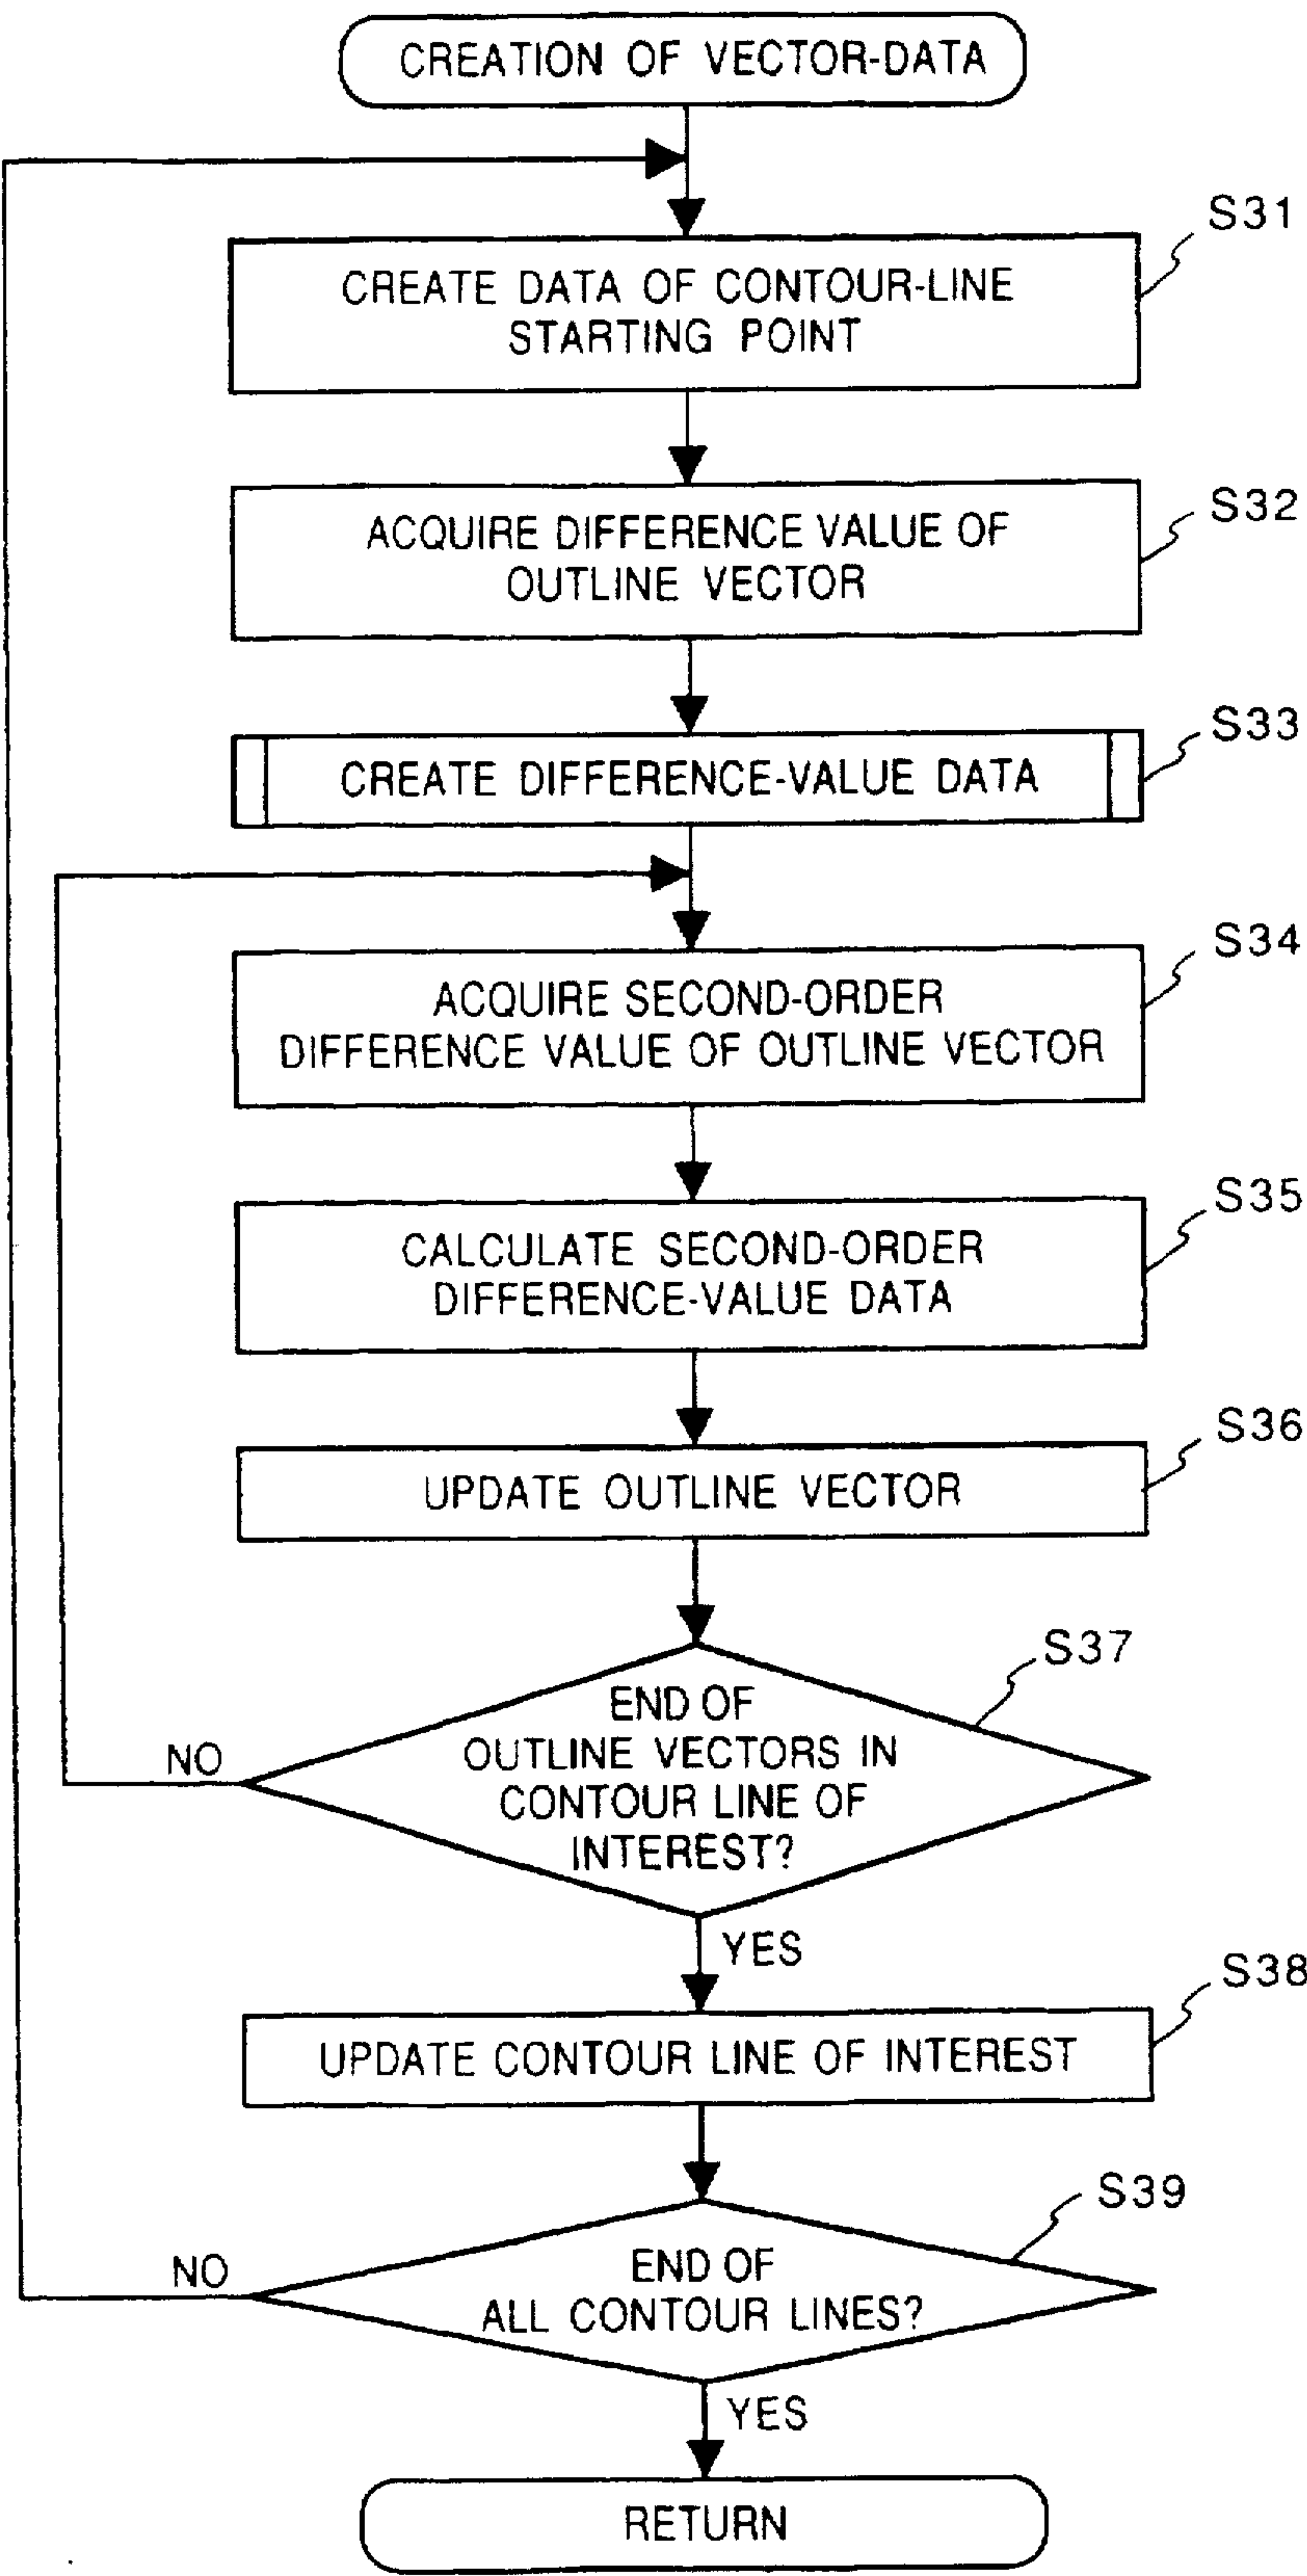 CREATION OF VECTOR-DATA
S31
CREATE DATA OF CONTOUR-LINE
STARTING POINT
S32
ACQUIRE DIFFERENCE VALUE OF
OUTLINE VECTOR
S33
CREATE DIFFERENCE-VALUE DATA
S34
ACQUIRE SECOND-ORDER
DIFFERENCE VALUE OF OUTLINE VECTOR
S35
CALCULATE SECOND-ORDER
DIFFERENCE-VALUE DATA
S36
UPDATE OUTLINE VECTOR
S37
END OF
OUTLINE VECTORS IN
CONTOUR LINE OF
INTEREST?
NO
YES
S38
UPDATE CONTOUR LINE OF INTEREST
S39
END OF
ALL CONTOUR LINES?
NO
YES
RETURN